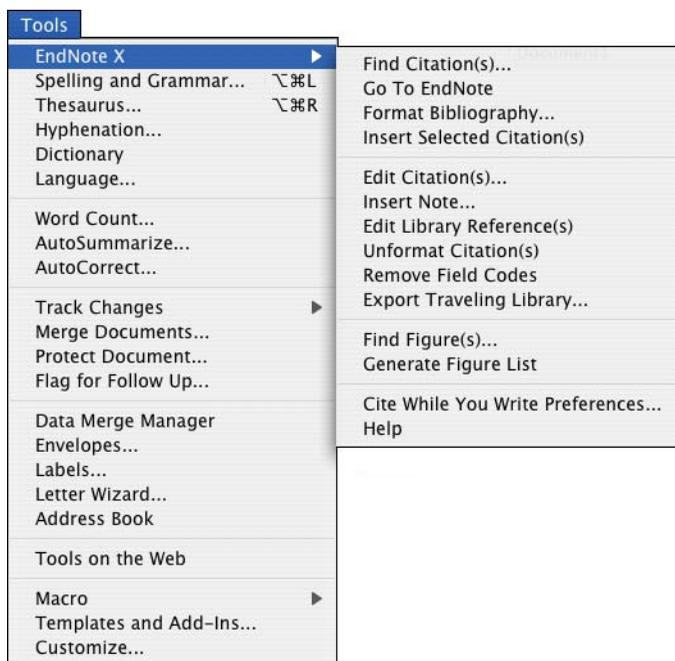 Tools
EndNote X
Spelling and Grammar... ⌥⌘L
Thesaurus... ⌥⌘R
Hyphenation...
Dictionary
Language...
Word Count...
AutoSummarize...
AutoCorrect...
Track Changes
Merge Documents...
Protect Document...
Flag for Follow Up...
Data Merge Manager
Envelopes...
Labels...
Letter Wizard...
Address Book
Tools on the Web
Macro
Templates and Add-Ins...
Customize...
Find Citation(s)...
Go To EndNote
Format Bibliography...
Insert Selected Citation(s)
Edit Citation(s)...
Insert Note...
Edit Library Reference(s)
Unformat Citation(s)
Remove Field Codes
Export Traveling Library...
Find Figure(s)...
Generate Figure List
Cite While You Write Preferences...
Help